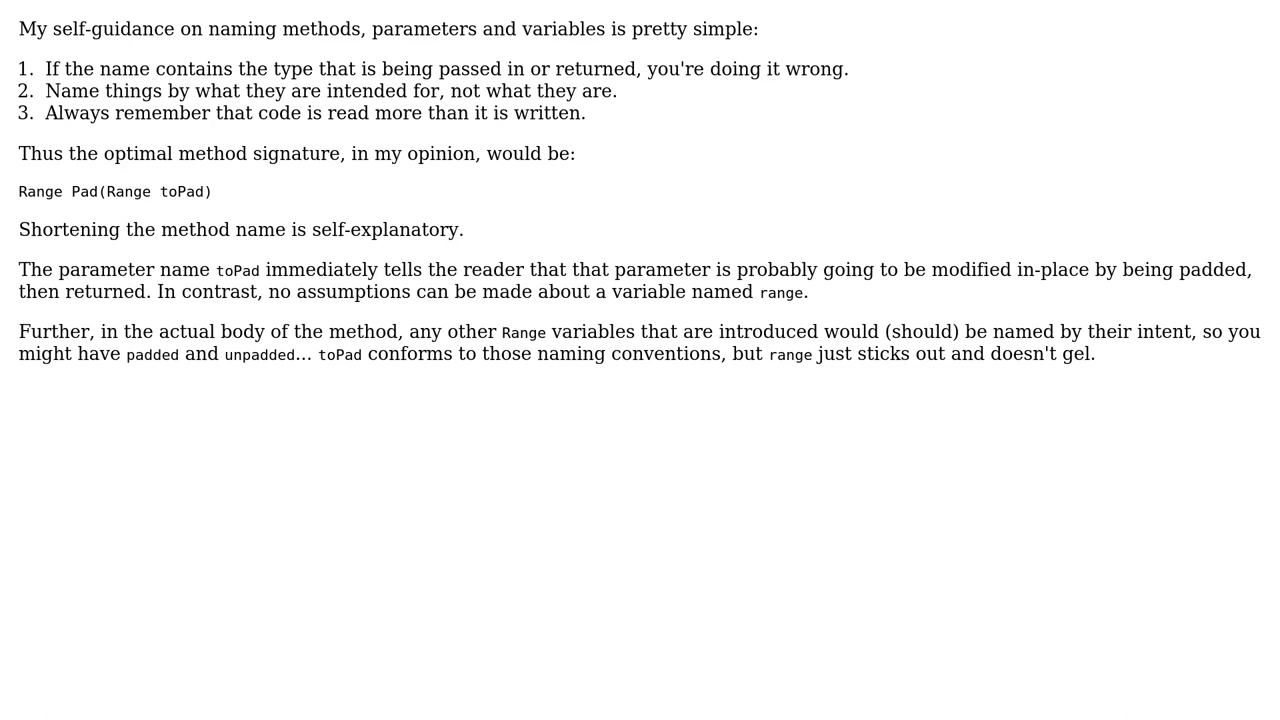 My self-guidance on naming methods, parameters and variables is pretty simple:
1. If the name contains the type that is being passed in or returned, you're doing it wrong.
2. Name things by what they are intended for, not what they are.
3. Always remember that code is read more than it is written.
Thus the optimal method signature, in my opinion, would be:
Range Pad(Range toPad)
Shortening the method name is self-explanatory.
The parameter name toPad immediately tells the reader that that parameter is probably going to be modified in-place by being padded,
then returned. In contrast, no assumptions can be made about a variable named range.
Further, in the actual body of the method, any other Range variables that are introduced would (should) be named by their intent, so you
might have padded and unpadded... toPad conforms to those naming conventions, but range just sticks out and doesn't gel.